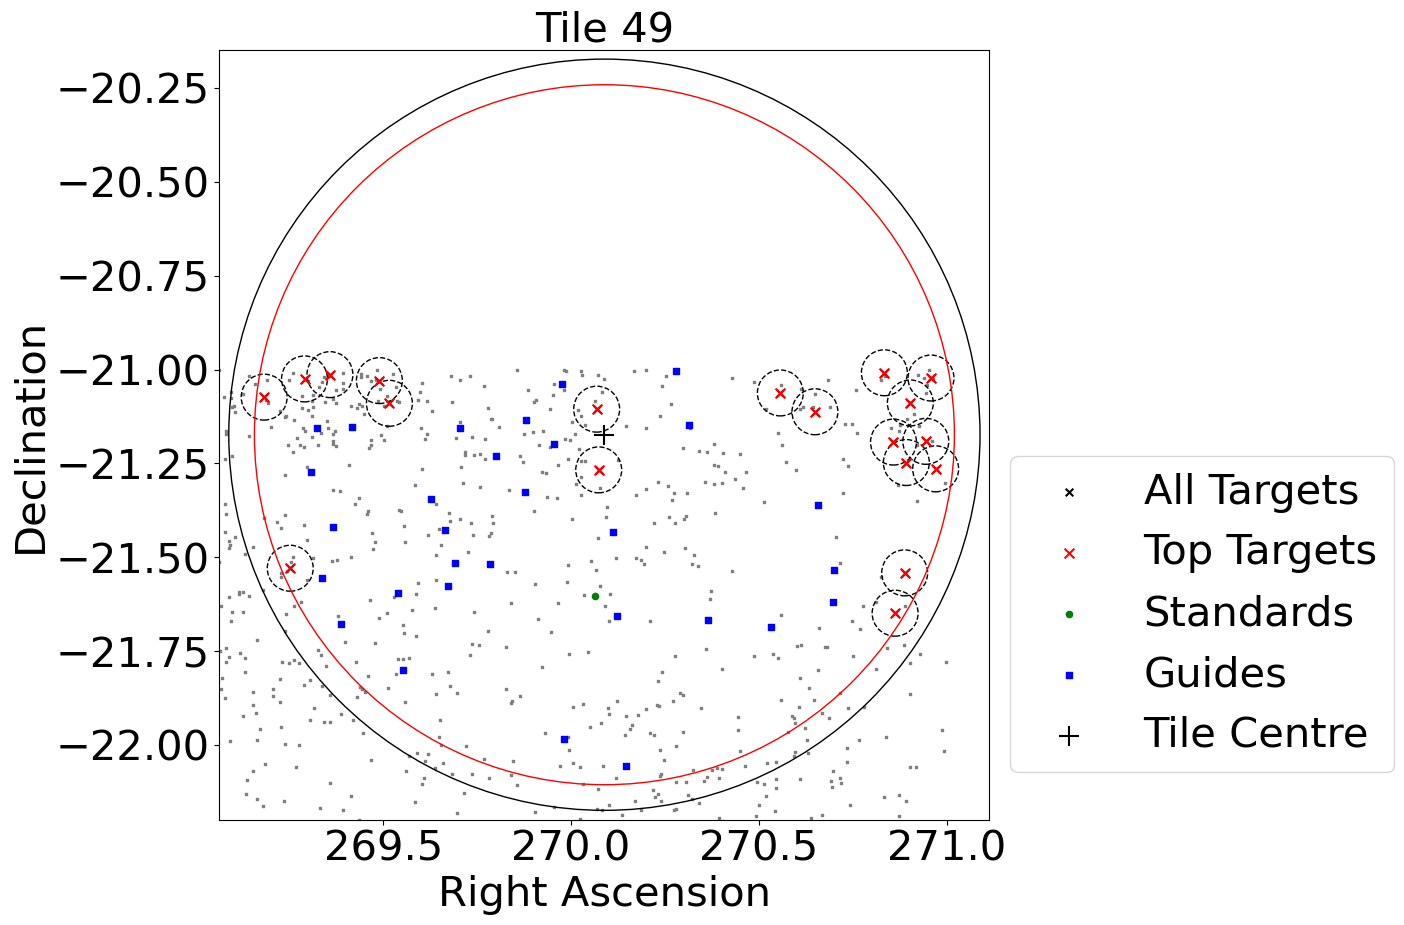 Tile 49
−20.25
−20.50
−20.75
−21.00
−21.25
−21.50
−21.75
−22.00
Declination
269.5
270.0
270.5
271.0
Right Ascension
All Targets
Top Targets
Standards
Guides
Tile Centre